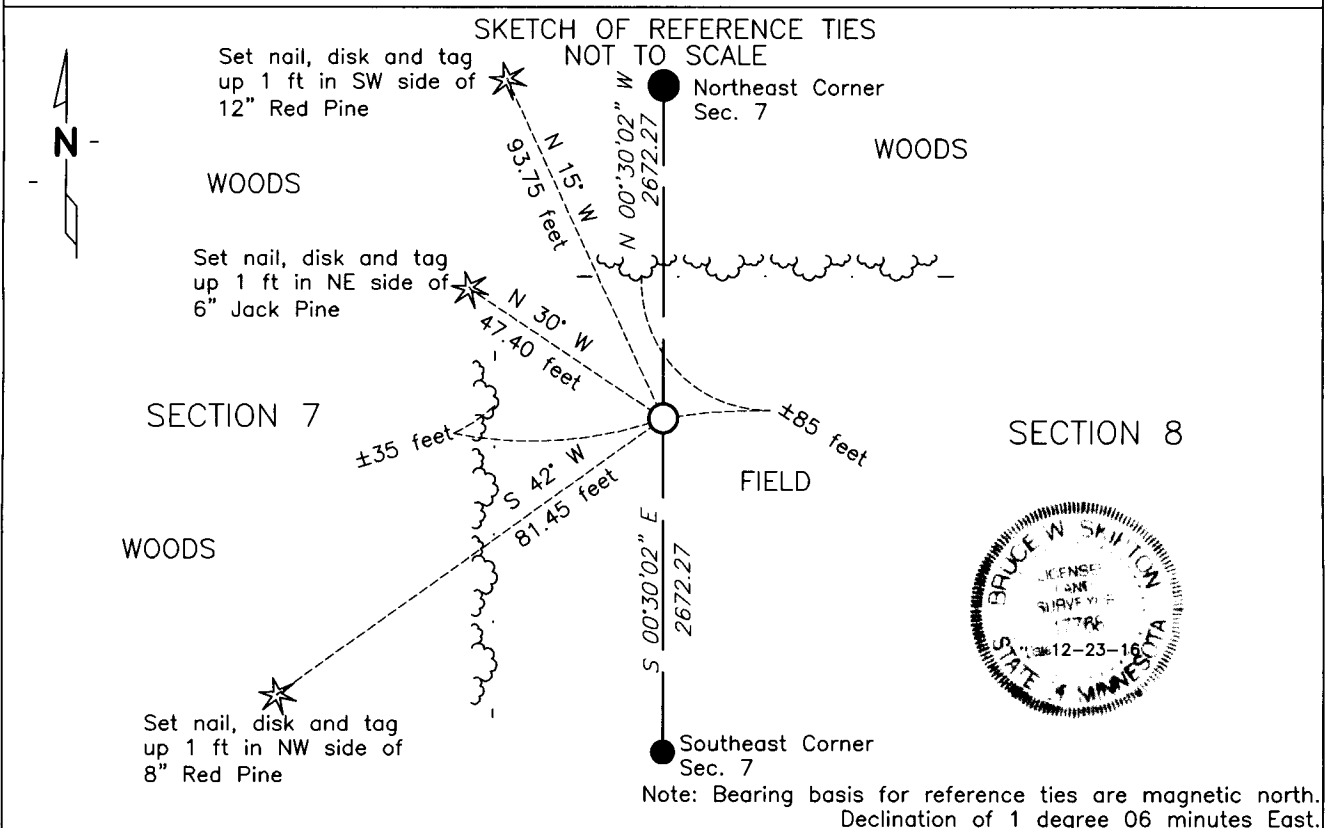 SKETCH OF REFERENCE TIES
NOT TO SCALE
Set nail, disk and tag
up 1 ft in SW side of
12" Red Pine
N
Northeast Corner
Sec. 7
N 00°30'02" W
2672.27
N 15° W
93.75 feet
WOODS
WOODS
Set nail, disk and tag
up 1 ft in NE side of
6" Jack Pine
N 30° W
47.40 feet
SECTION 7
±35 feet
±85 feet
SECTION 8
S 42° W
81.45 feet
FIELD
WOODS
S 00°30'02" E
2672.27
BRUCE W
LAND
SURVEYOR
12-23-16
STATE
MINNESOTA
Set nail, disk and tag
up 1 ft in NW side of
8" Red Pine
Southeast Corner
Sec. 7
Note: Bearing basis for reference ties are magnetic north.
Declination of 1 degree 06 minutes East.